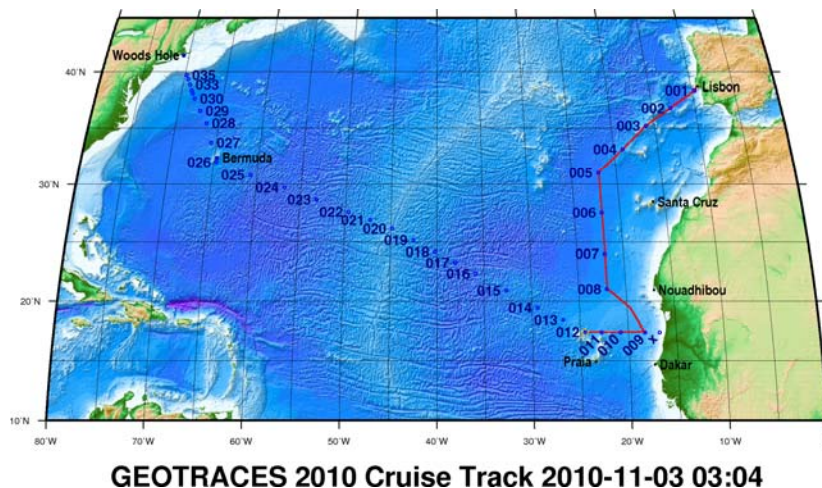 Woods Hole
40°N
035
033
030
029
028
027
026
Bermuda
025
30°N
024
023
022
021
020
019
018
017
016
015
014
013
012
011
010
009
x
20°N
10°N
001
Lisbon
002
003
004
005
006
Santa Cruz
007
008
Nouadhibou
Praia
Dakar
80°W 70°W 60°W 50°W 40°W 30°W 20°W 10°W 0°
GEOTRACES 2010 Cruise Track 2010-11-03 03:04